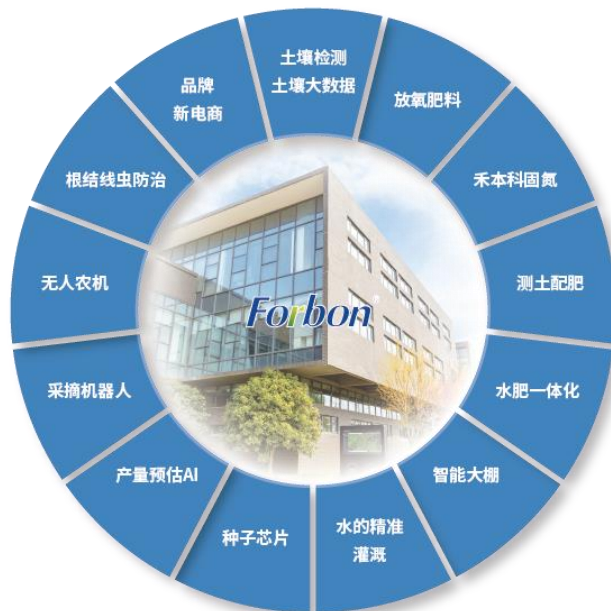 土壤检测
土壤大数据
放氧肥料
禾本科固氮
测土配肥
水肥一体化
智能大棚
水的精准
灌溉
种子芯片
产量预估AI
采摘机器人
无人农机
根结线虫防治
品牌
新电商
Forbon